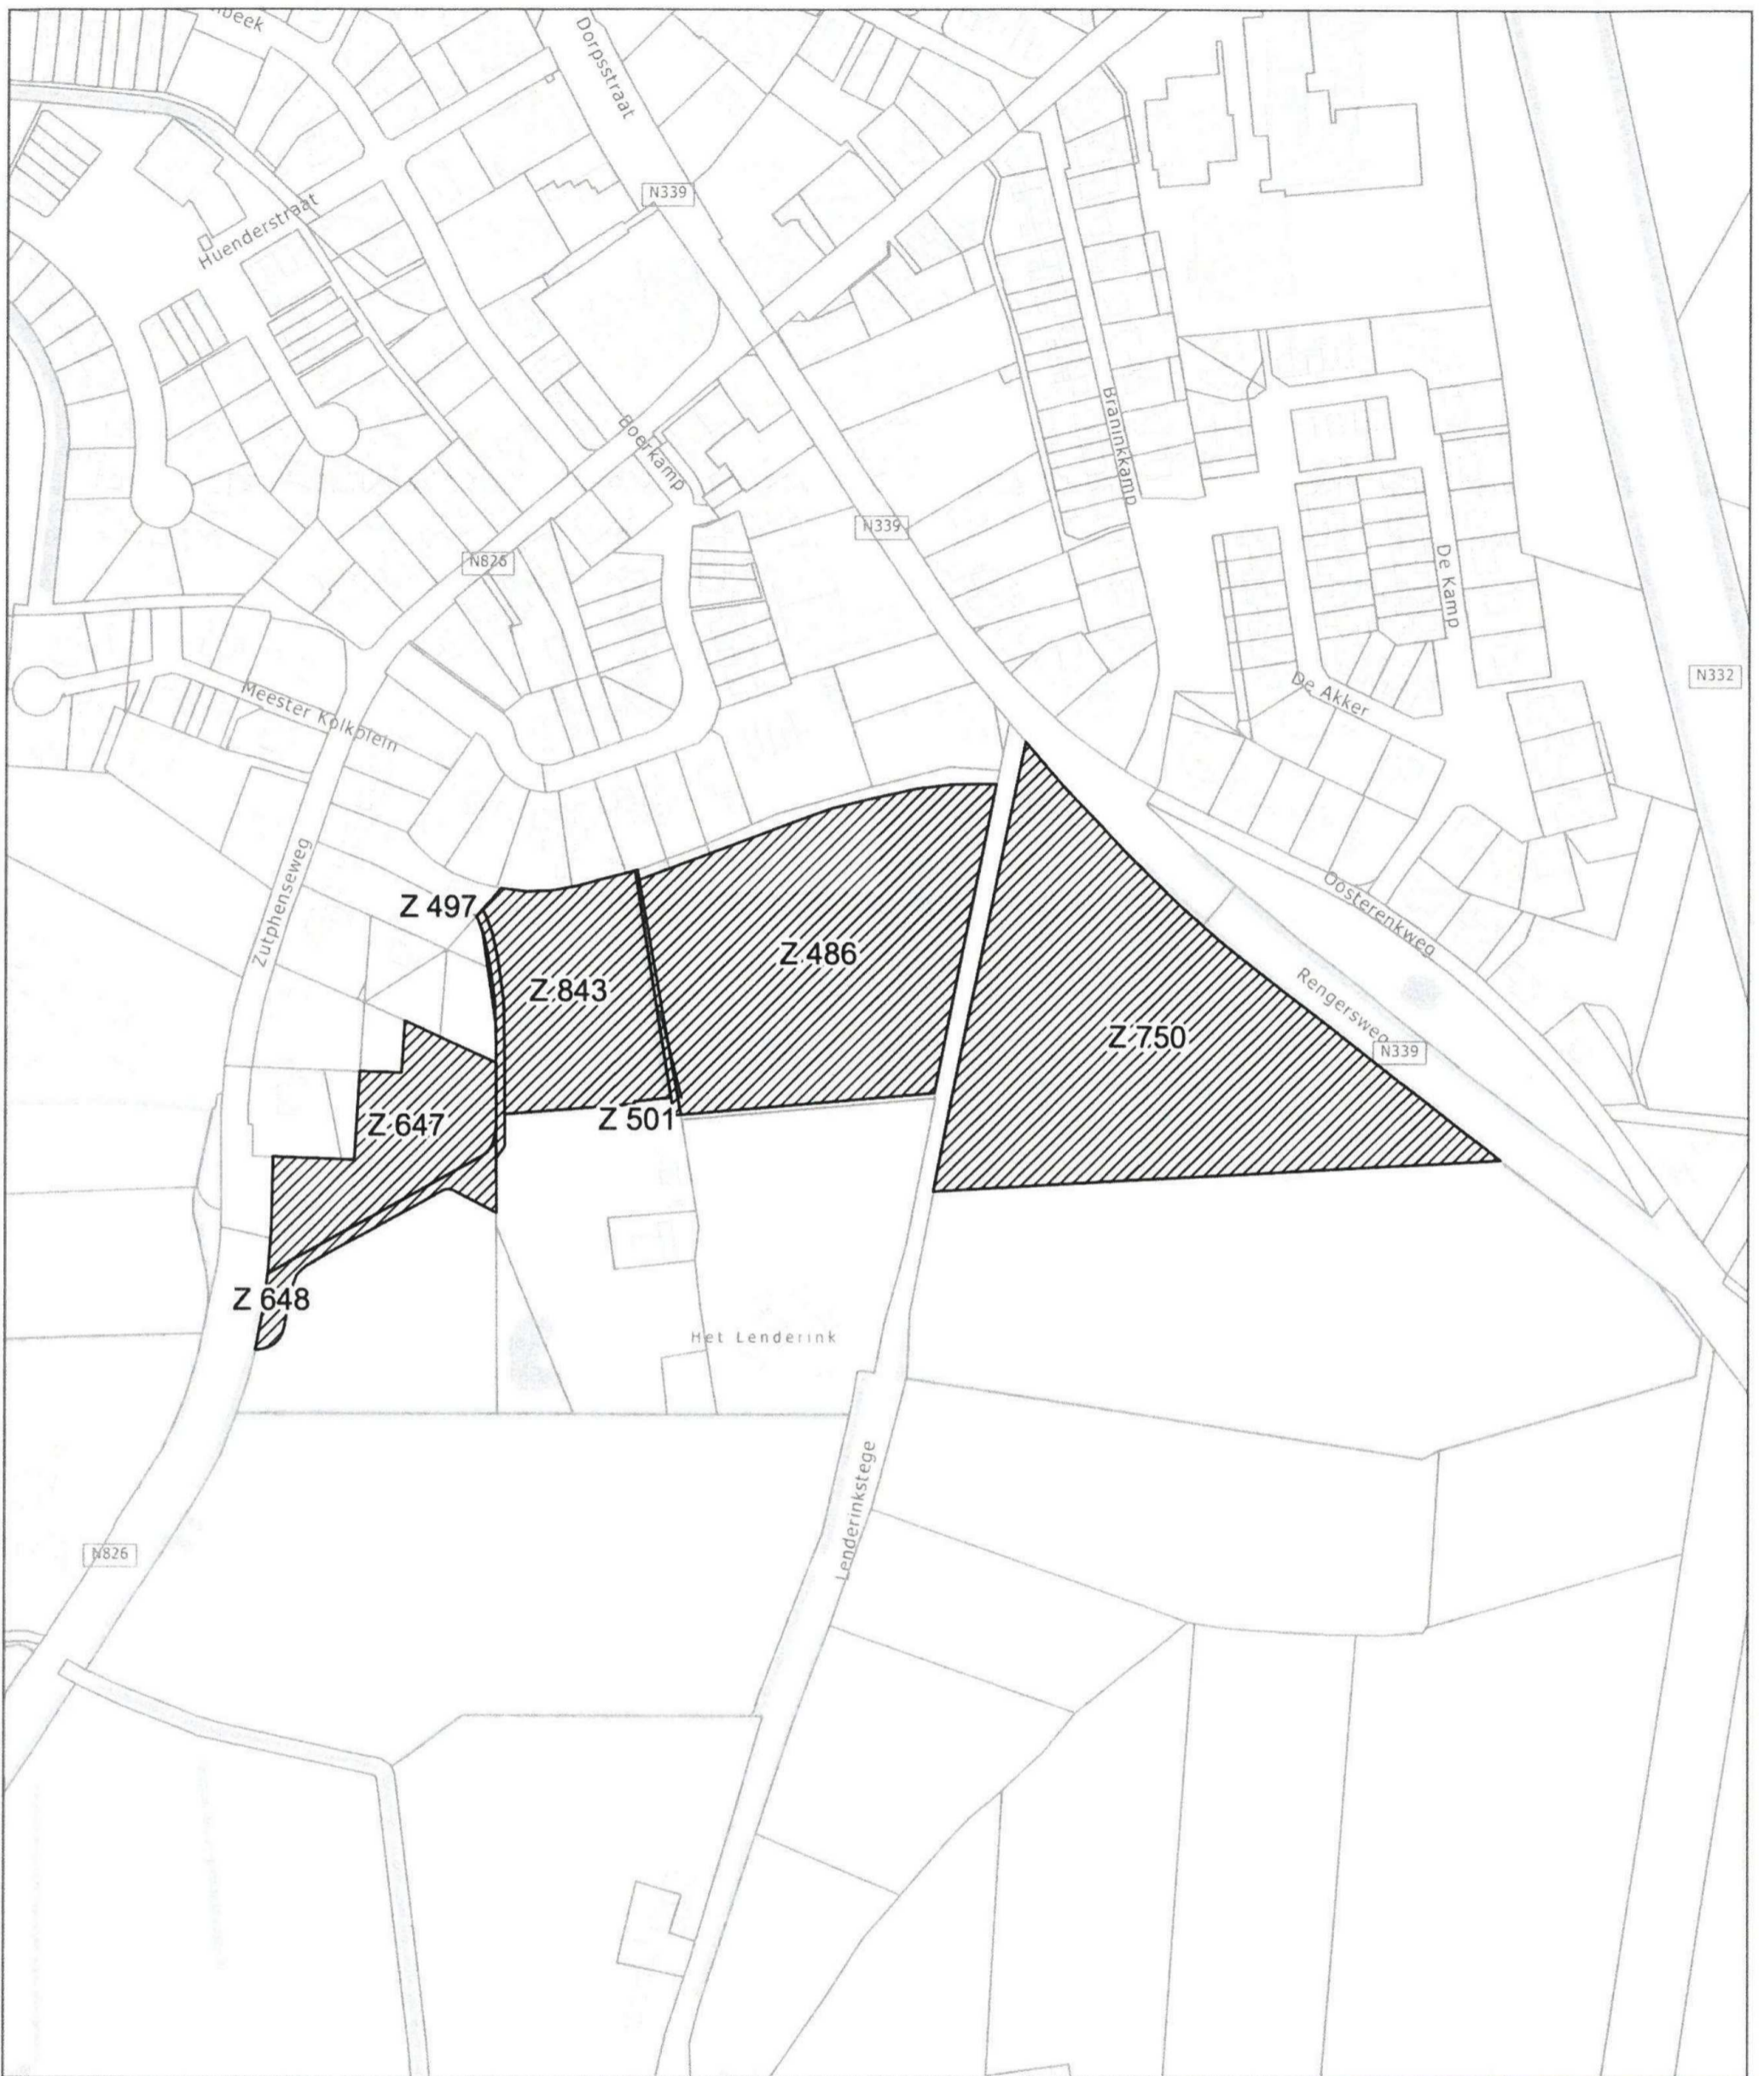 Dorpsstraat
N339
Huenderstraat
Boerkamp
Braninkkamp
N339
N826
De Kamp
N332
Meester Kolkplein
De Akker
Zutphenseweg
Oosterenkweg
Z 497
Z 486
Z 843
Rengersweg
Z 750
N339
Z 501
Z 647
Z 648
Het Lenderink
Lenderinkstege
N826